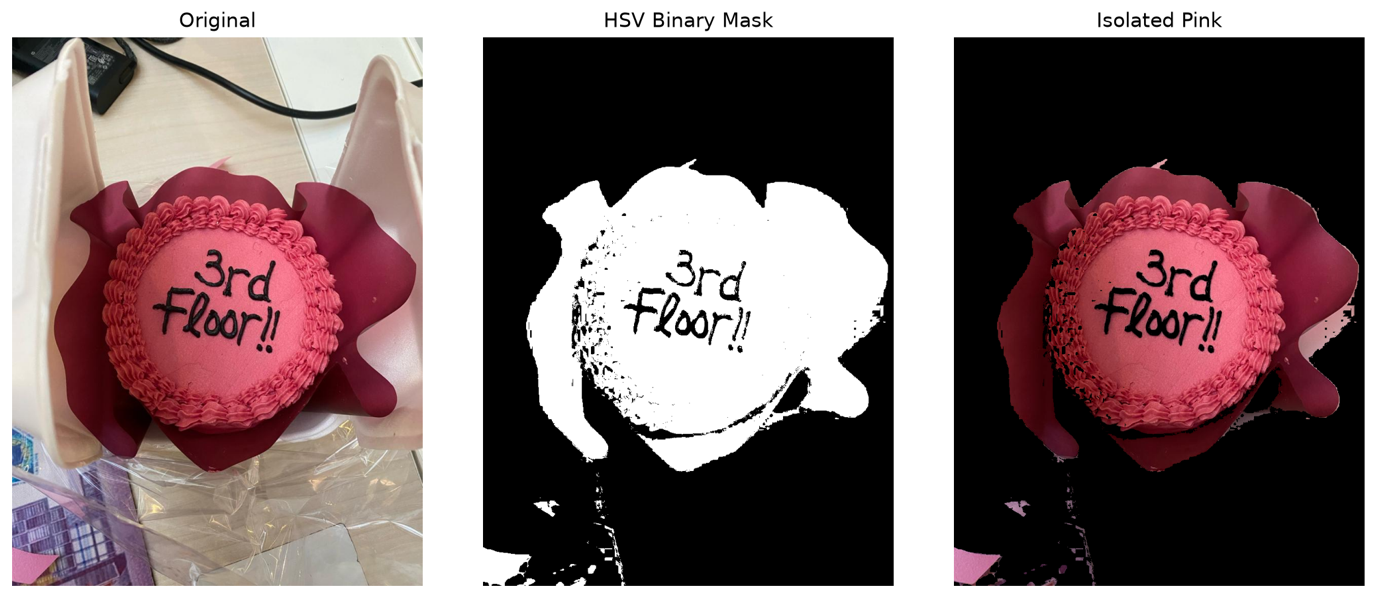 Original
HSV Binary Mask
Isolated Pink
3rd
Floor!!
3rd
Floor!!
3rd
Floor!!